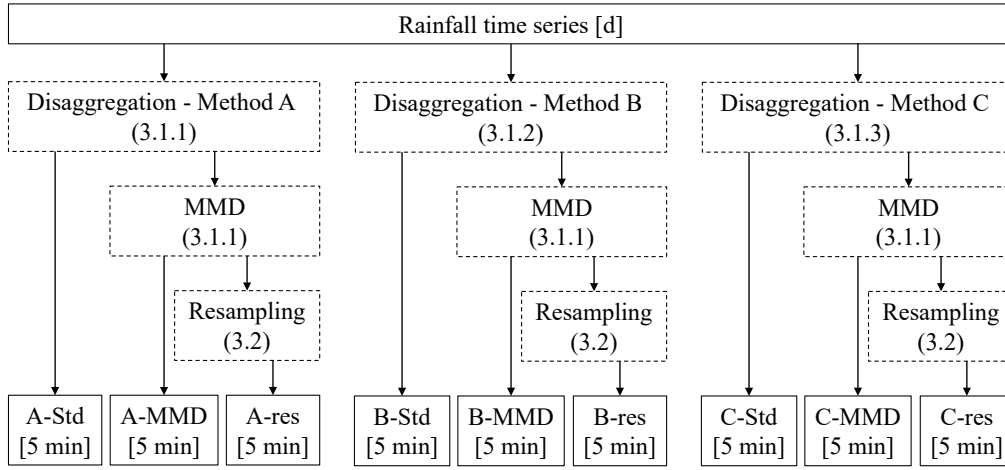 Rainfall time series [d]
Disaggregation - Method A
(3.1.1)
Disaggregation - Method B
(3.1.2)
Disaggregation - Method C
(3.1.3)
MMD
(3.1.1)
MMD
(3.1.1)
MMD
(3.1.1)
Resampling
(3.2)
Resampling
(3.2)
Resampling
(3.2)
A-Std
[5 min]
A-MMD
[5 min]
A-res
[5 min]
B-Std
[5 min]
B-MMD
[5 min]
B-res
[5 min]
C-Std
[5 min]
C-MMD
[5 min]
C-res
[5 min]